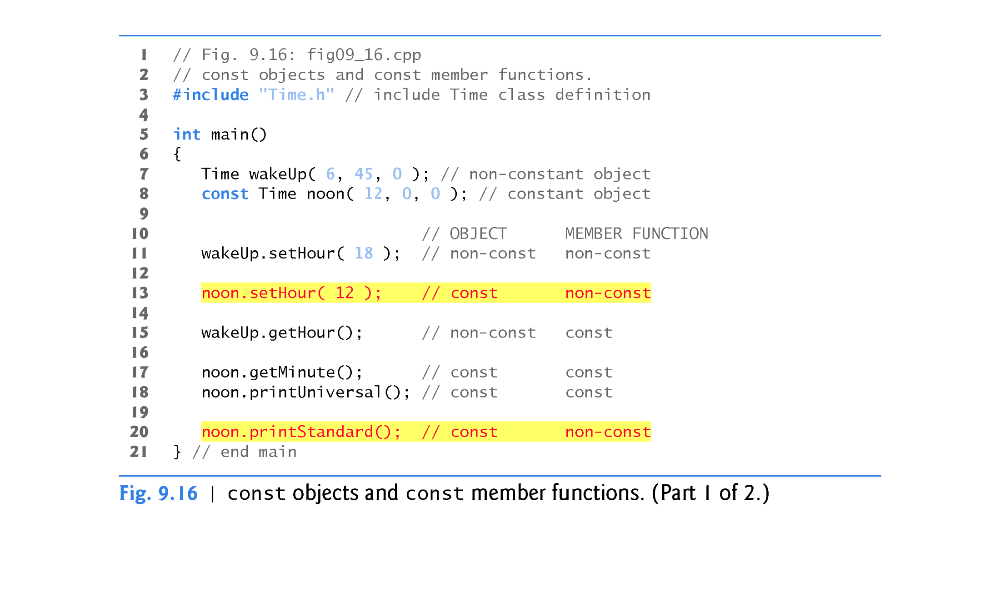 1 // Fig. 9.16: fig09_16.cpp
2 // const objects and const member functions.
3 #include "Time.h" // include Time class definition
4
5 int main()
6 {
7    Time wakeUp( 6, 45, 0 ); // non-constant object
8    const Time noon( 12, 0, 0 ); // constant object
9
10                          // OBJECT      MEMBER FUNCTION
11    wakeUp.setHour( 18 );  // non-const   non-const
12
13    noon.setHour( 12 );    // const       non-const
14
15    wakeUp.getHour();      // non-const   const
16
17    noon.getMinute();      // const       const
18    noon.printUniversal(); // const       const
19
20    noon.printStandard();  // const       non-const
21 } // end main
Fig. 9.16 | const objects and const member functions. (Part 1 of 2.)